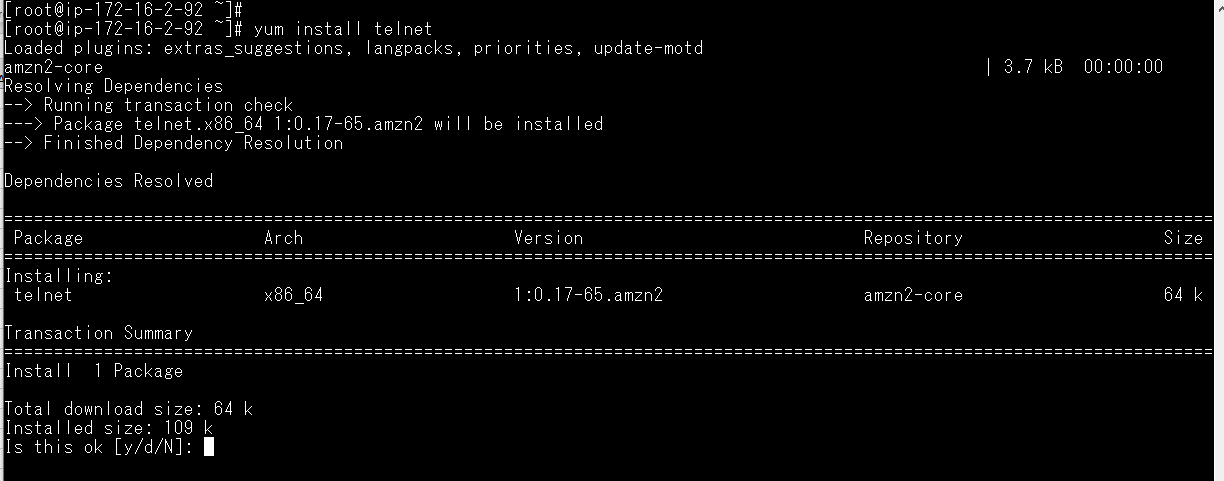 [root@ip-172-16-2-92 ~]#
[root@ip-172-16-2-92 ~]# yum install telnet
Loaded plugins: extras_suggestions, langpacks, priorities, update-motd
amzn2-core | 3.7 kB 00:00:00
Resolving Dependencies
--> Running transaction check
---> Package telnet.x86_64 1:0.17-65.amzn2 will be installed
--> Finished Dependency Resolution
Dependencies Resolved
================================================================================
Package Arch Version Repository Size
================================================================================
Installing:
telnet x86_64 1:0.17-65.amzn2 amzn2-core 64 k
Transaction Summary
================================================================================
Install 1 Package
Total download size: 64 k
Installed size: 109 k
Is this ok [y/d/N]: